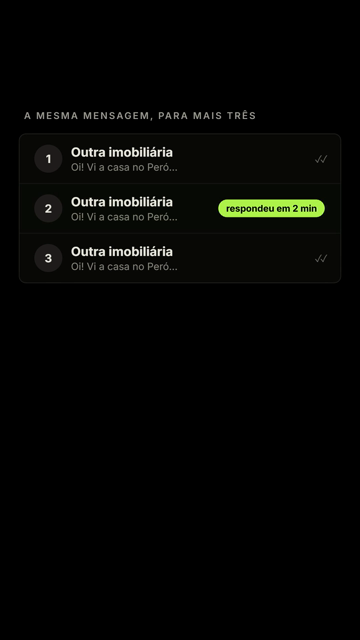 A MESMA MENSAGEM, PARA MAIS TRÊS
1 Outra imobiliária
Oi! Vi a casa no Peró...
2 Outra imobiliária
Oi! Vi a casa no Peró...
respondeu em 2 min
3 Outra imobiliária
Oi! Vi a casa no Peró...